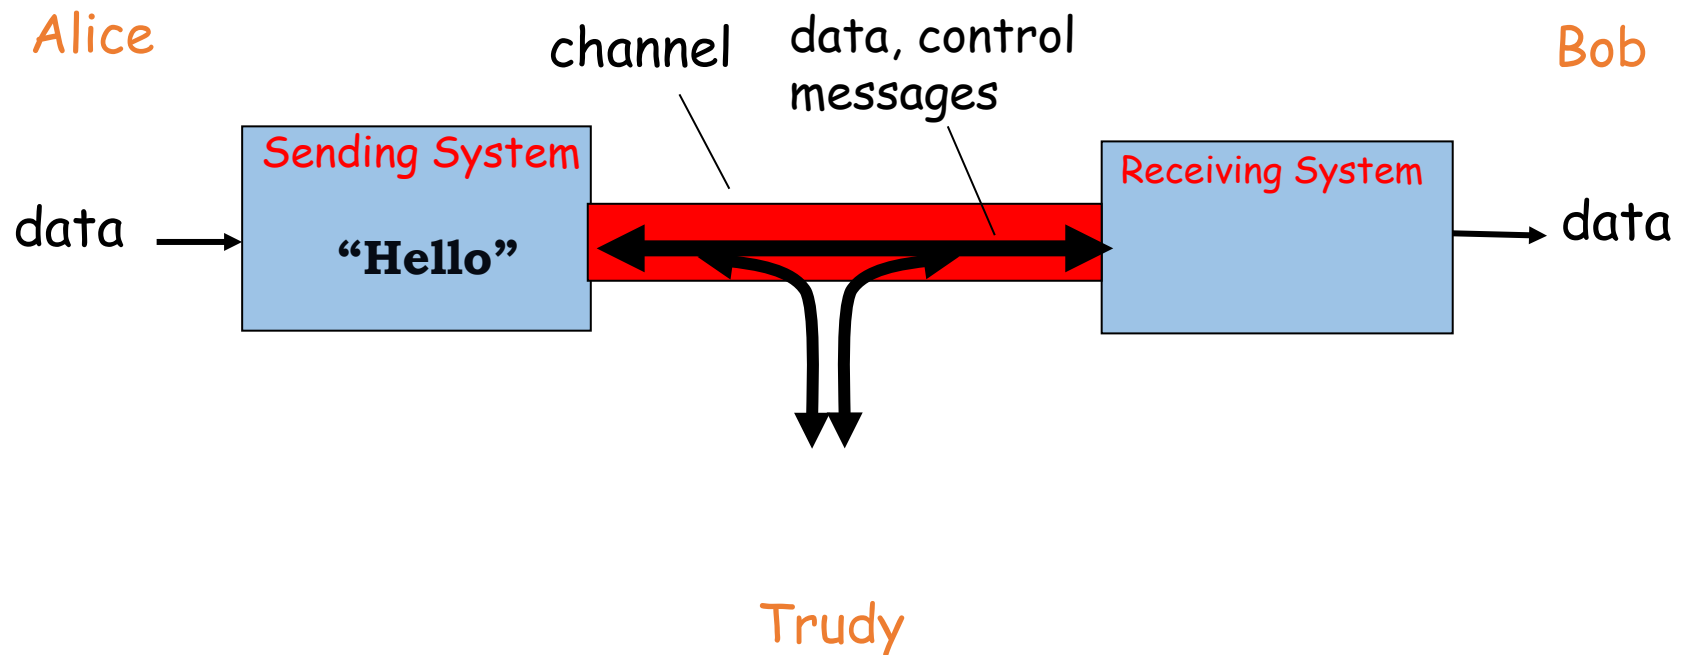 Alice
channel
data, control
messages
Bob
Sending System
Receiving System
data
“Hello”
data
Trudy